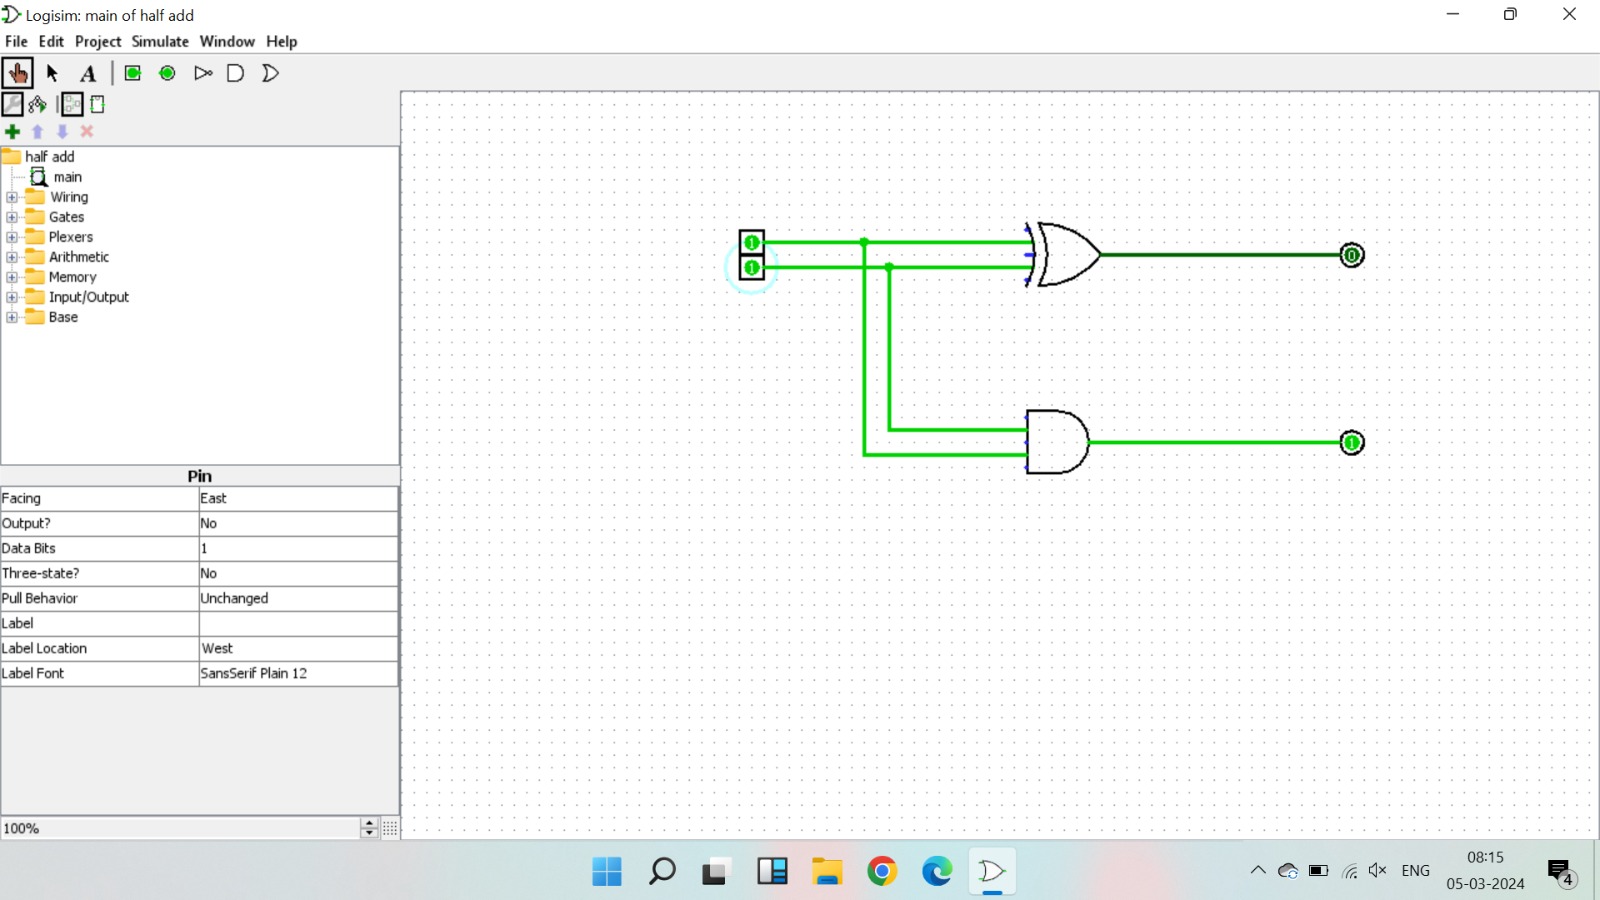 Logisim: main of half add
File Edit Project Simulate Window Help
A
half add
main
Wiring
Gates
Plexers
Arithmetic
Memory
Input/Output
Base
1
1
0
1
Pin
Facing East
Output? No
Data Bits 1
Three-state? No
Pull Behavior Unchanged
Label
Label Location West
Label Font SansSerif Plain 12
100%
ENG
08:15
05-03-2024
4